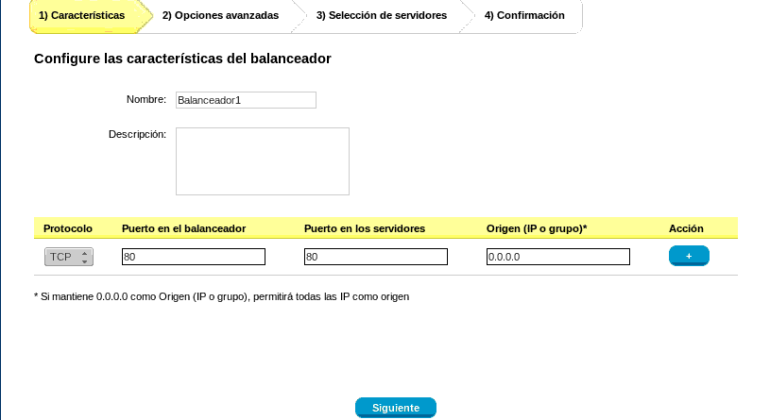 1) Características 2) Opciones avanzadas 3) Selección de servidores 4) Confirmación
Configure las características del balanceador
Nombre: Balanceador1
Descripción:
Protocolo Puerto en el balanceador Puerto en los servidores Origen (IP o grupo)* Acción
TCP 80 80 0.0.0.0 +
* Si mantiene 0.0.0.0 como Origen (IP o grupo), permitirá todas las IP como origen
Siguiente